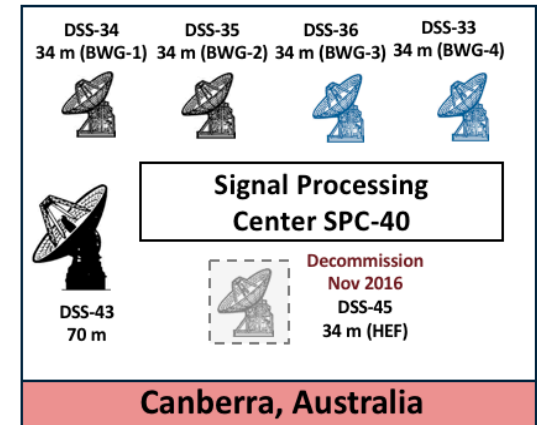 DSS-34
34 m (BWG-1)
DSS-35
34 m (BWG-2)
DSS-36
34 m (BWG-3)
DSS-33
34 m (BWG-4)
Signal Processing
Center SPC-40
DSS-43
70 m
Decommission
Nov 2016
DSS-45
34 m (HEF)
Canberra, Australia